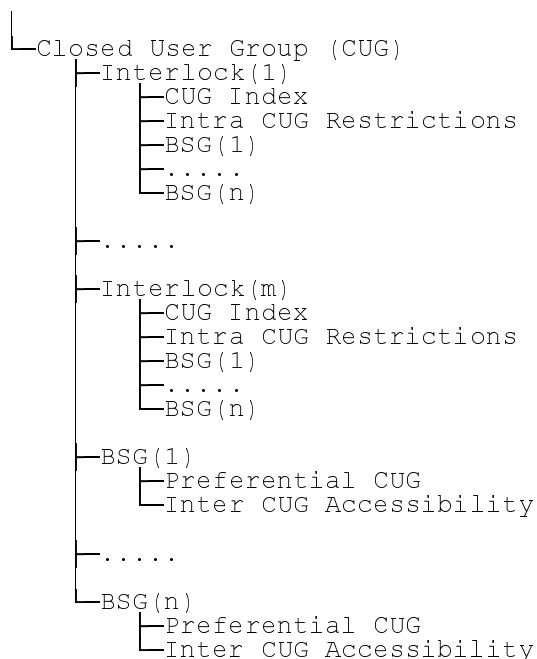 Closed User Group (CUG)
Interlock(1)
CUG Index
Intra CUG Restrictions
BSG(1)
.....
BSG(n)
.....
Interlock(m)
CUG Index
Intra CUG Restrictions
BSG(1)
.....
BSG(n)
BSG(1)
Preferential CUG
Inter CUG Accessibility
.....
BSG(n)
Preferential CUG
Inter CUG Accessibility